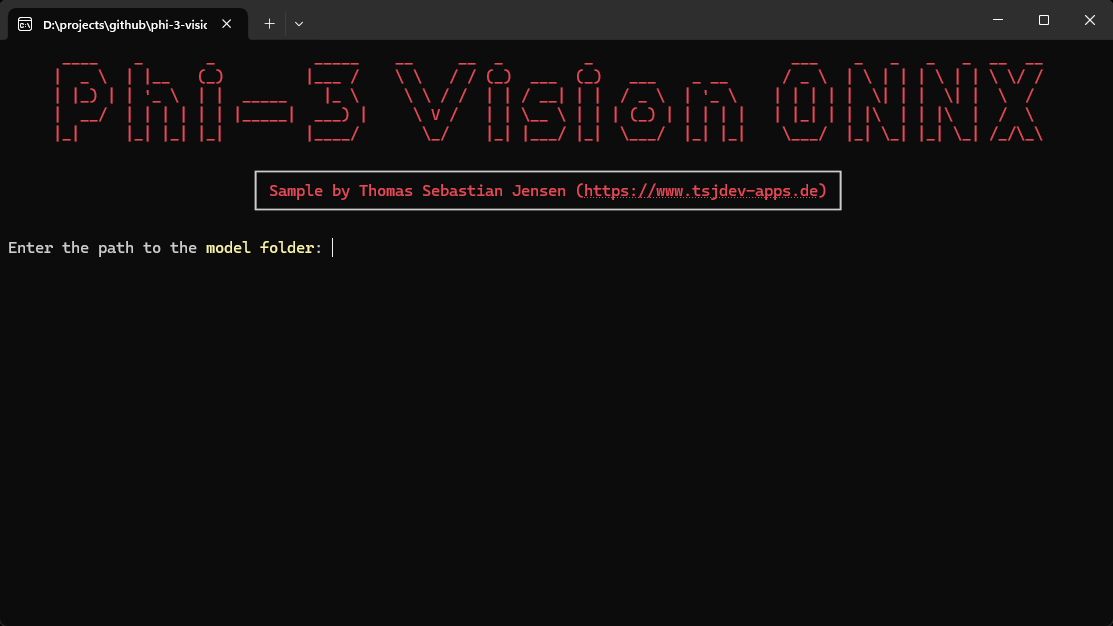 D:\projects\github\phi-3-visic
Phi-3 Vision ONNX
Sample by Thomas Sebastian Jensen (https://www.tsjdev-apps.de)
Enter the path to the model folder: